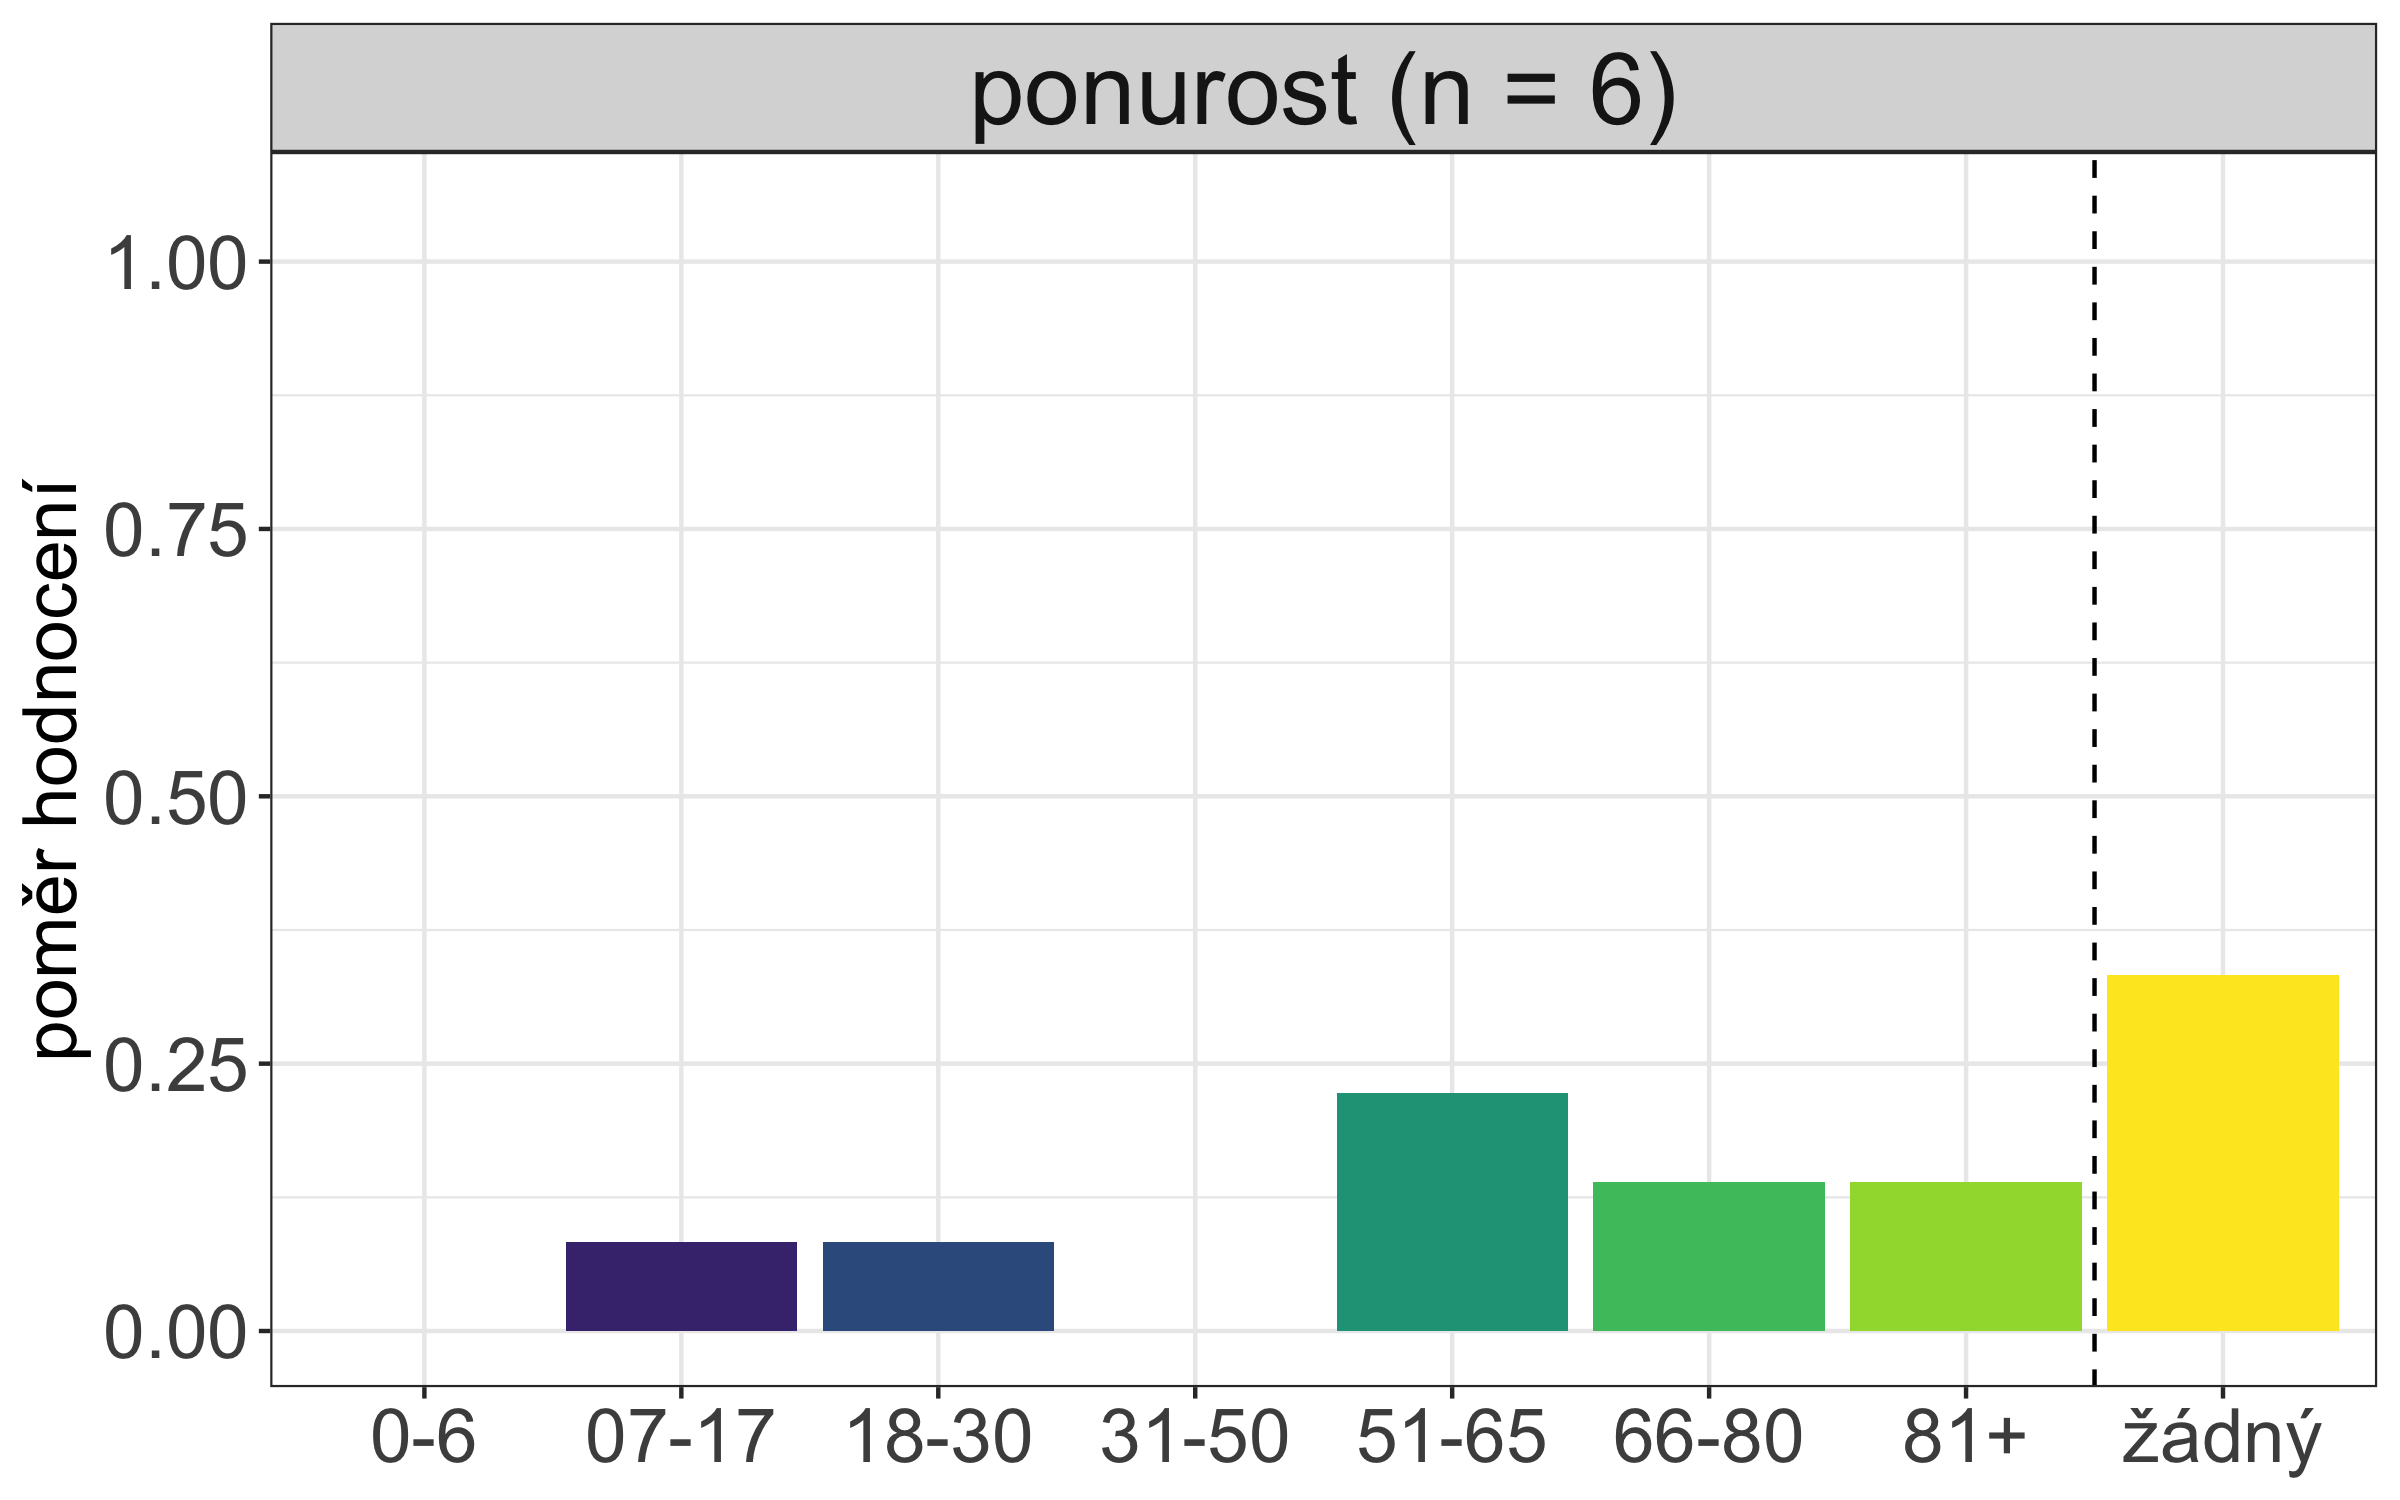 ponurost (n = 6)
poměr hodnocení
1.00
0.75
0.50
0.25
0.00
0-6 07-17 18-30 31-50 51-65 66-80 81+ žádný